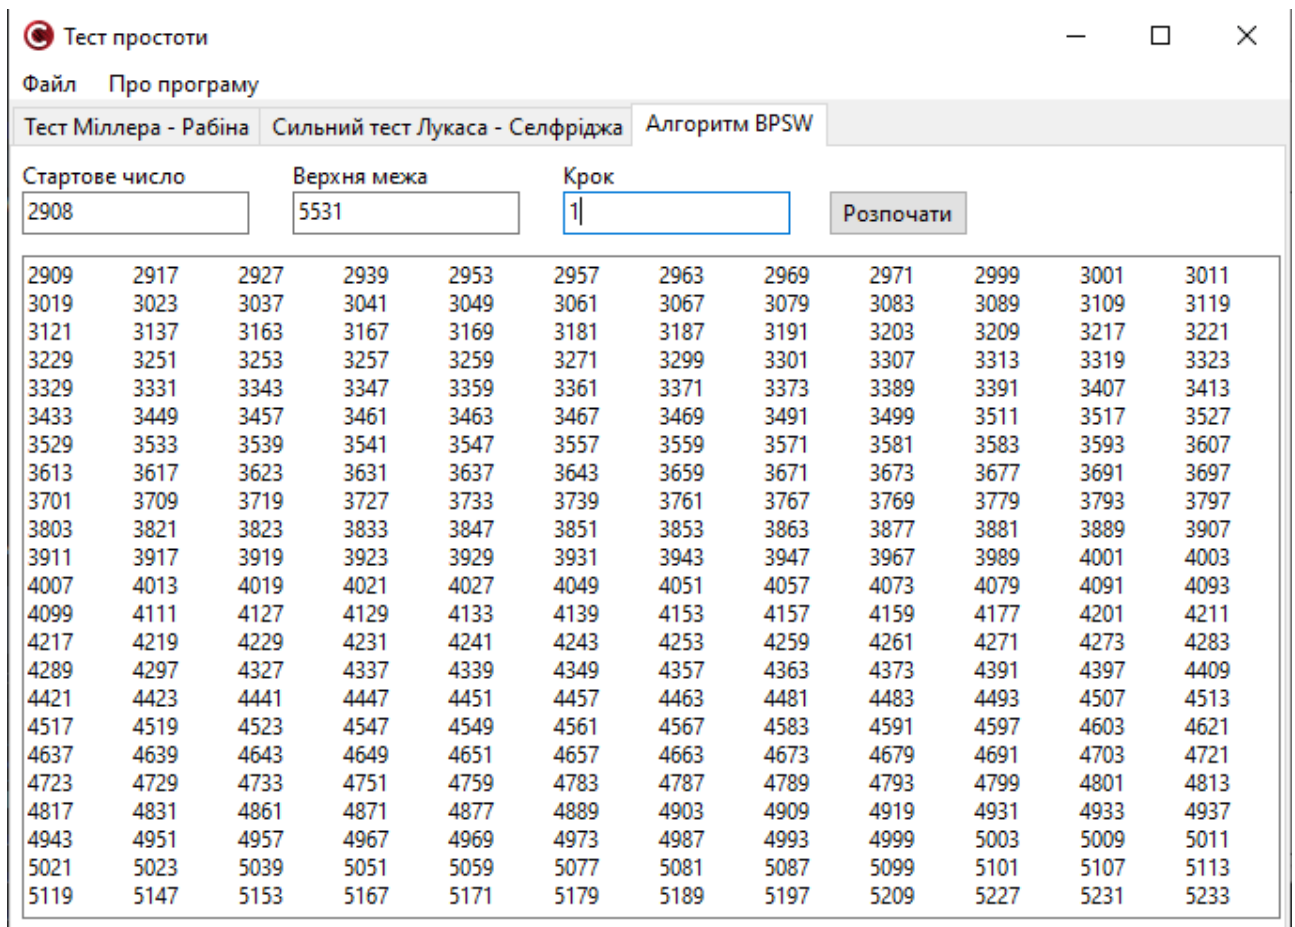 Тест простоти
Файл Про програму
Тест Міллера - Рабіна Сильний тест Лукаса - Селфріджа Алгоритм BPSW
Стартове число Верхня межа Крок
2908 5531 1 Розпочати
2909 2917 2927 2939 2953 2957 2963 2969 2971 2999 3001 3011
3019 3023 3037 3041 3049 3061 3067 3079 3083 3089 3109 3119
3121 3137 3163 3167 3169 3181 3187 3191 3203 3209 3217 3221
3229 3251 3253 3257 3259 3271 3299 3301 3307 3313 3319 3323
3329 3331 3343 3347 3359 3361 3371 3373 3389 3391 3407 3413
3433 3449 3457 3461 3463 3467 3469 3491 3499 3511 3517 3527
3529 3533 3539 3541 3547 3557 3559 3571 3581 3583 3593 3607
3613 3617 3623 3631 3637 3643 3659 3671 3673 3677 3691 3697
3701 3709 3719 3727 3733 3739 3761 3767 3769 3779 3793 3797
3803 3821 3823 3833 3847 3851 3853 3863 3877 3881 3889 3907
3911 3917 3919 3923 3929 3931 3943 3947 3967 3989 4001 4003
4007 4013 4019 4021 4027 4049 4051 4057 4073 4079 4091 4093
4099 4111 4127 4129 4133 4139 4153 4157 4159 4177 4201 4211
4217 4219 4229 4231 4241 4243 4253 4259 4261 4271 4273 4283
4289 4297 4327 4337 4339 4349 4357 4363 4373 4391 4397 4409
4421 4423 4441 4447 4451 4457 4463 4481 4483 4493 4507 4513
4517 4519 4523 4547 4549 4561 4567 4583 4591 4597 4603 4621
4637 4639 4643 4649 4651 4657 4663 4673 4679 4691 4703 4721
4723 4729 4733 4751 4759 4783 4787 4789 4793 4799 4801 4813
4817 4831 4861 4871 4877 4889 4903 4909 4919 4931 4933 4937
4943 4951 4957 4967 4969 4973 4987 4993 4999 5003 5009 5011
5021 5023 5039 5051 5059 5077 5081 5087 5099 5101 5107 5113
5119 5147 5153 5167 5171 5179 5189 5197 5209 5227 5231 5233